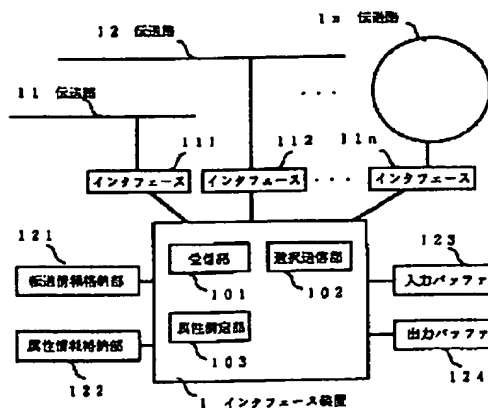 12 伝送路
1n 伝送路
11 伝送路
. . .
111
112
11n
インタフェース
インタフェース
. . .
インタフェース
121
123
転送情報格納部
受信部
選択送信部
入力バッファ
101
102
属性情報格納部
属性判定部
出力バッファ
122
103
124
1 インタフェース装置